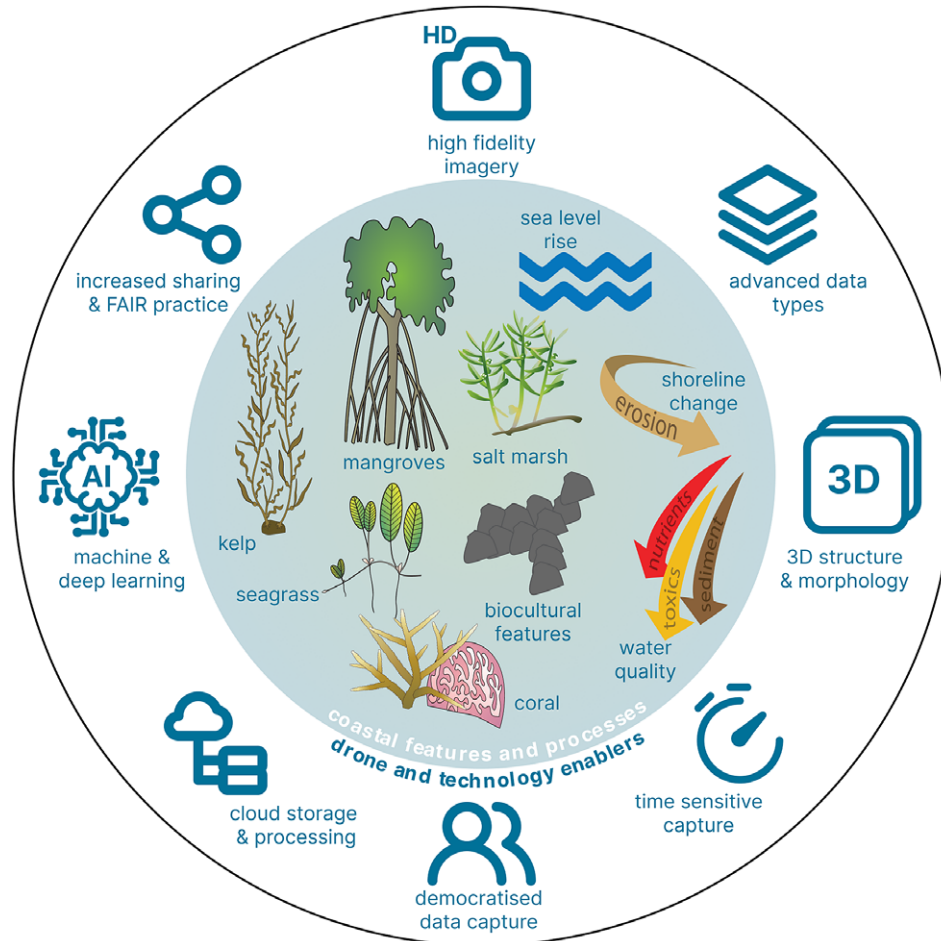 HD
high fidelity
imagery
increased sharing
& FAIR practice
advanced data
types
sea level
rise
shoreline
change
erosion
mangroves
salt marsh
kelp
AI
machine &
deep learning
3D
3D structure
& morphology
nutrients
toxics
sediment
water
quality
seagrass
biocultural
features
coral
coastal features and processes
drone and technology enablers
cloud storage
& processing
time sensitive
capture
democratised
data capture